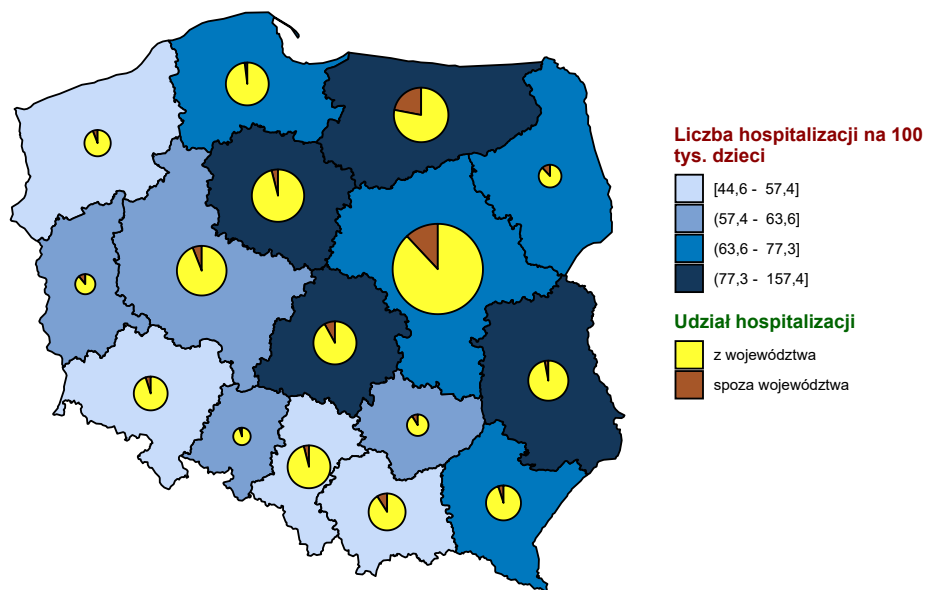 Liczba hospitalizacji na 100
tys. dzieci
[44,6 - 57,4]
(57,4 - 63,6]
(63,6 - 77,3]
(77,3 - 157,4]
Udział hospitalizacji
z województwa
spoza województwa